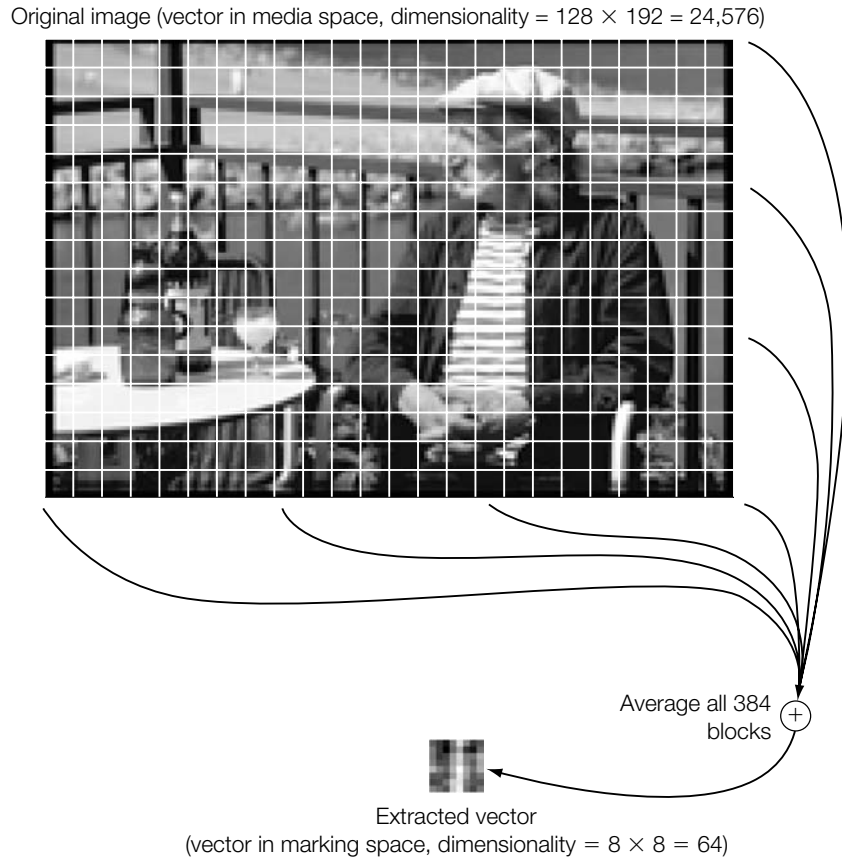 Original image (vector in media space, dimensionality = 128 × 192 = 24,576)
Average all 384
blocks
+
Extracted vector
(vector in marking space, dimensionality = 8 × 8 = 64)